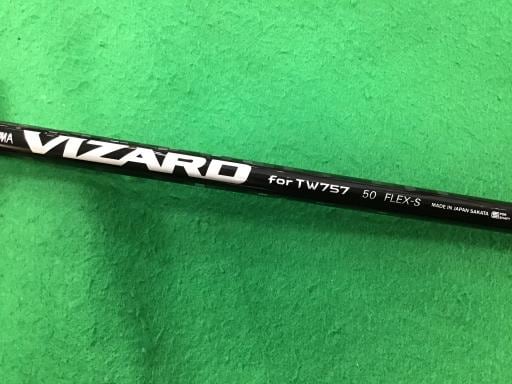 VIZARD for TW757 50 FLEX-S MADE IN JAPAN SAKATA